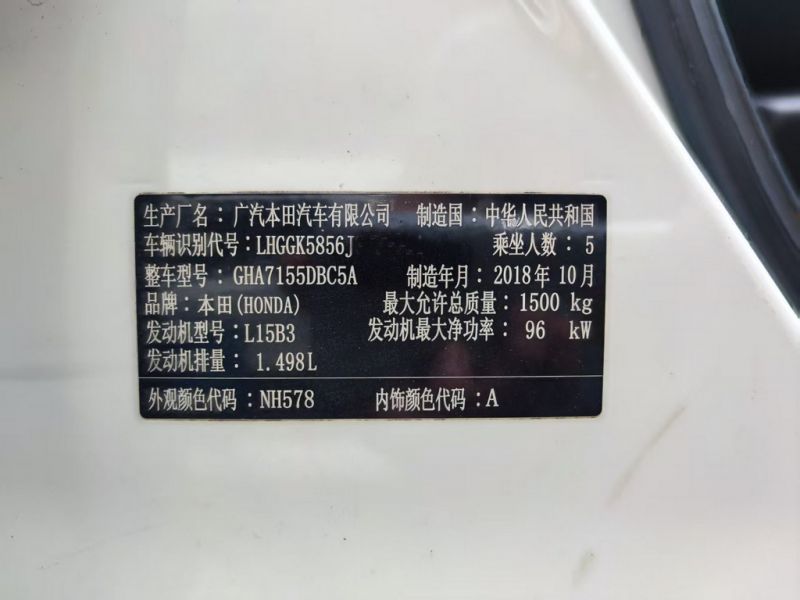 生产厂名：广汽本田汽车有限公司 制造国：中华人民共和国
车辆识别代号：LHGGK5856J 乘坐人数：5
整车型号：GHA7155DBC5A 制造年月：2018年10月
品牌：本田(HONDA) 最大允许总质量：1500 kg
发动机型号：L15B3 发动机最大净功率：96 kW
发动机排量：1.498L
外观颜色代码：NH578 内饰颜色代码：A